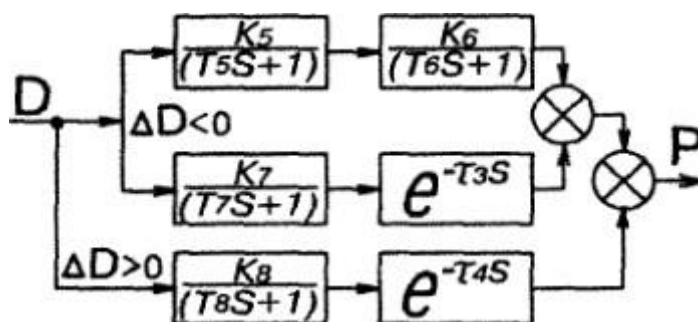 K5
(T5S+1)
K6
(T6S+1)
D
ΔD<0
P
K7
(T7S+1)
e-τ3S
ΔD>0
K8
(T8S+1)
e-τ4S